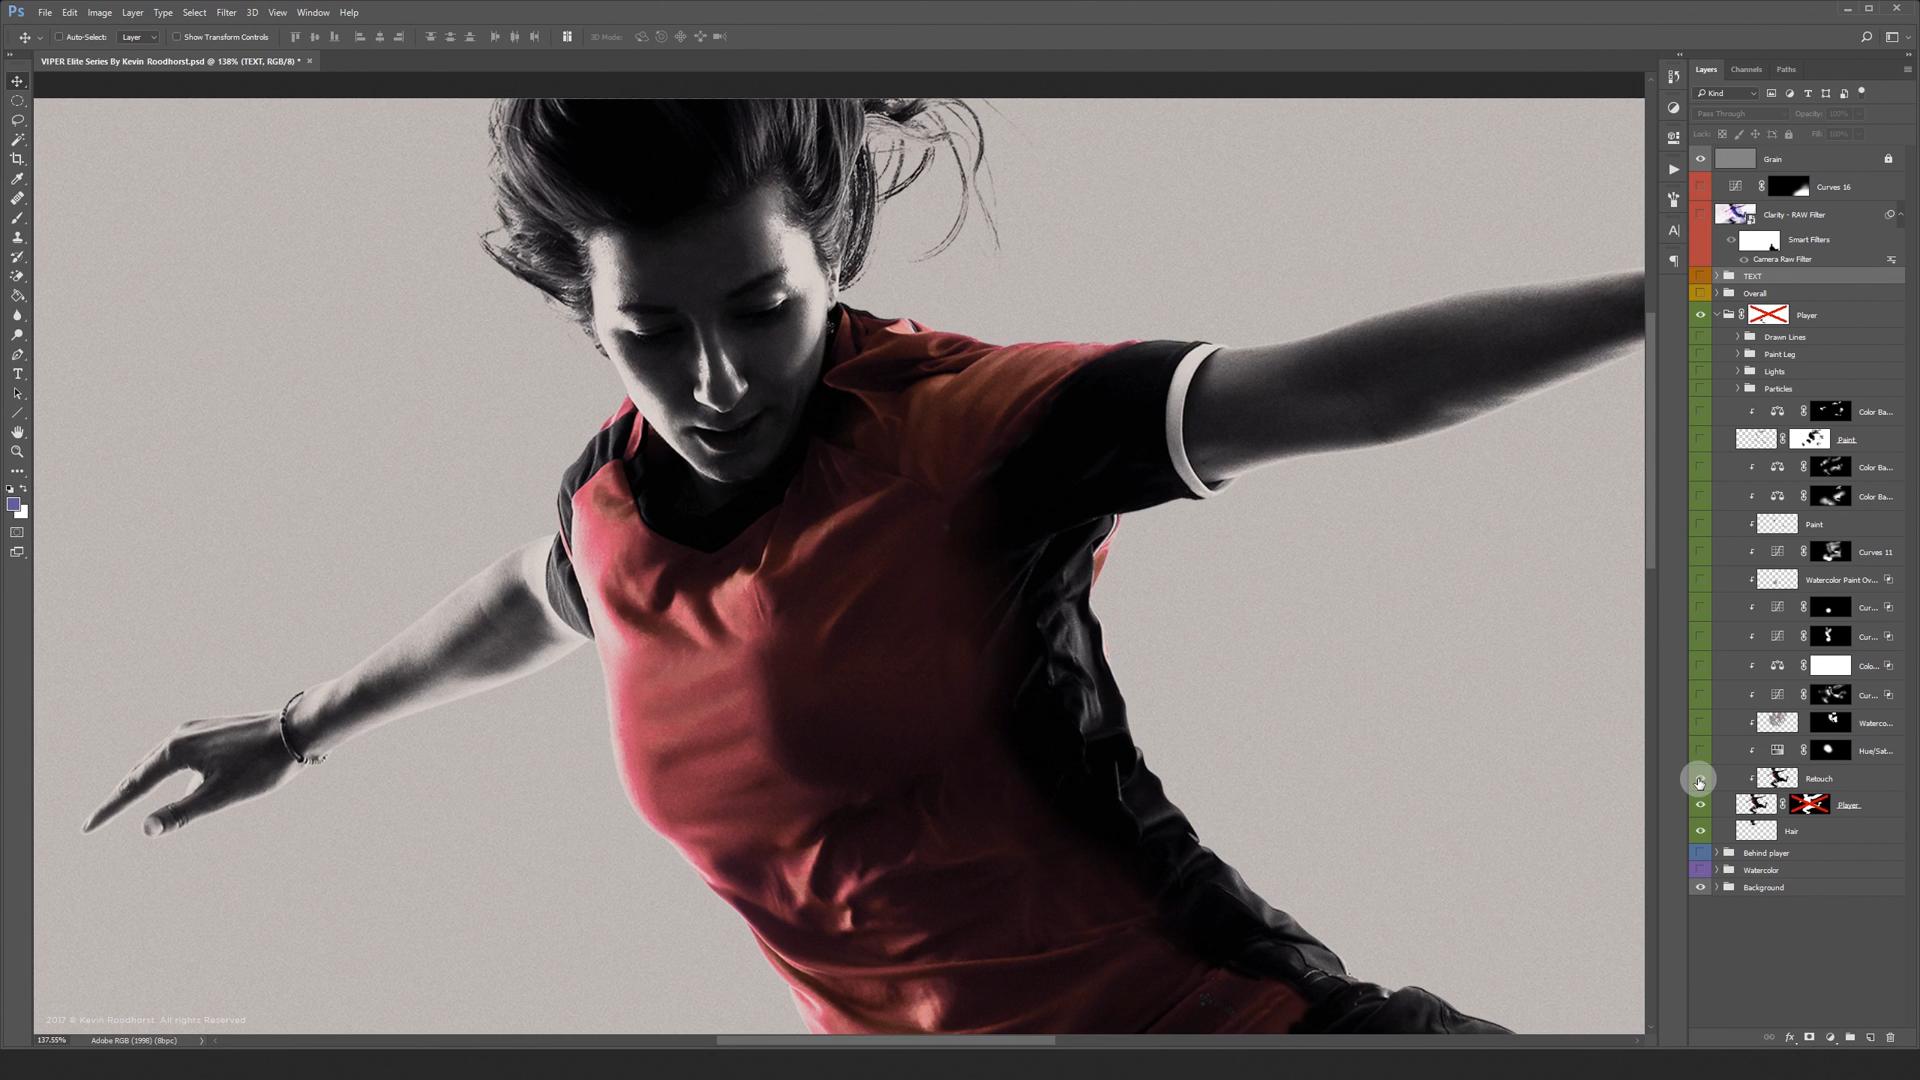 Ps File Edit Image Layer Type Select Filter 3D View Window Help
Auto-Select: Layer Show Transform Controls 3D Mode:
VIPER Elite Series By Kevin Roodhorst.psd @ 138% (TEXT, RGB/8) * ×
Layers Channels Paths
Kind
Pass Through Opacity: 100%
Lock: Fill: 100%
Grain
Curves 16
Clarity - RAW Filter
Smart Filters
Camera Raw Filter
TEXT
Overall
Player
Drawn Lines
Paint Leg
Lights
Particles
Color Ba...
Paint
Color Ba...
Color Ba...
Paint
Curves 11
Watercolor Paint Ov...
Cur...
Cur...
Colo...
Cur...
Waterco...
Hue/Sat...
Retouch
Player
Hair
Behind player
Watercolor
Background
2017 © Kevin Roodhorst. All rights Reserved
137.55% Adobe RGB (1998) (8bpc)